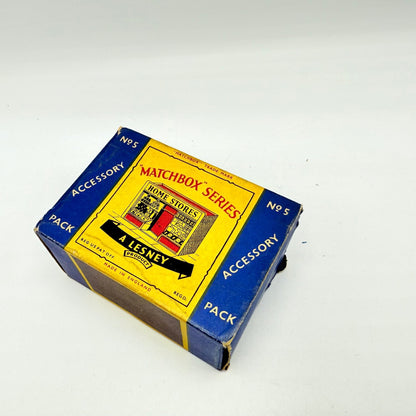 Nº5
ACCESSORY
PACK
"MATCHBOX" TRADE MARK
"MATCHBOX" SERIES
HOME STORES
A LESNEY
PRODUCT
REG US PAT OFF
REGD.
MADE IN ENGLAND
Nº5
ACCESSORY
PACK